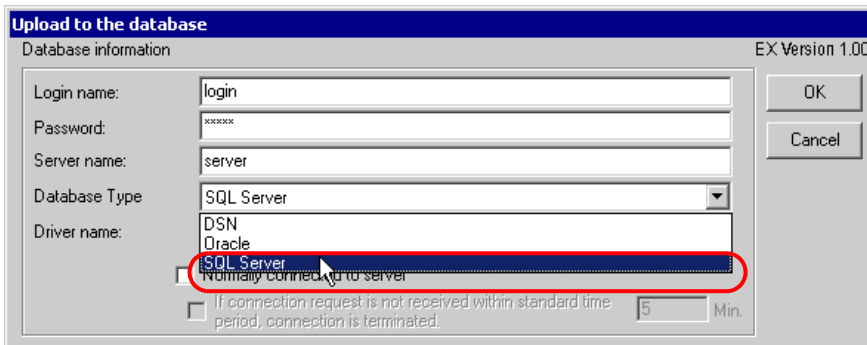 Upload to the database
Database information
EX Version 1.00
Login name:
login
OK
Password:
xxxxx
Cancel
Server name:
server
Database Type
SQL Server
Driver name:
DSN
Oracle
SQL Server
Normally connected to server
If connection request is not received within standard time
period, connection is terminated.
5
Min.